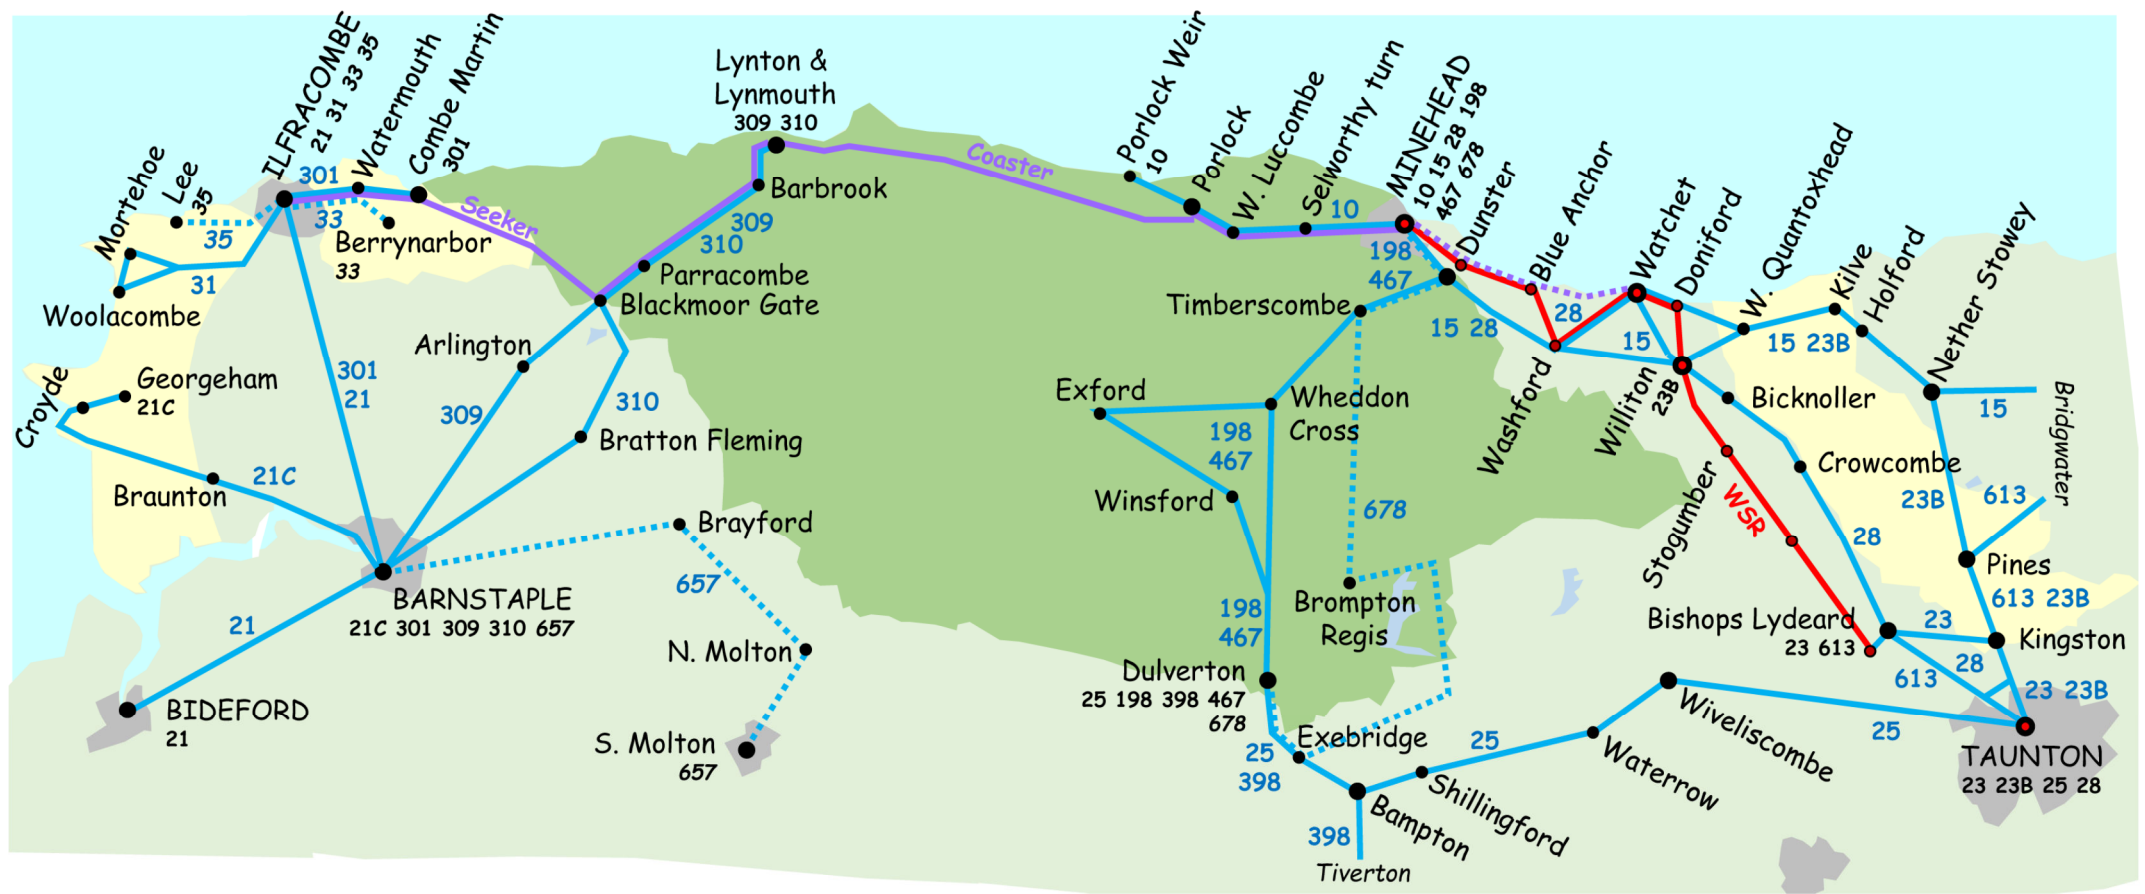 ILFRACOMBE
21 31 33 35
Watermouth
Combe Martin
301
Mortehoe
Lee
35
301
33
35
Berrynarbor
33
31
Woolacombe
Seeker
Lynton &
Lynmouth
309 310
Barbrook
309
310
Parracombe
Blackmoor Gate
Coaster
Porlock Weir
10
Porlock
W. Luccombe
Selworthy turn
10
MINEHEAD
10 15 28 198
467 678
198
467
Dunster
Blue Anchor
28
Watchet
Doniford
W. Quantoxhead
Kilve
Holford
Nether Stowey
15 23B
15
Bridgwater
Timberscombe
15 28
15
Washford
Williton
23B
Bicknoller
Crowcombe
Stogumber
WSR
28
23B
613
Pines
613 23B
Croyde
Georgeham
21C
Braunton
21C
301
21
Arlington
309
310
Bratton Fleming
Brayford
657
BARNSTAPLE
21C 301 309 310 657
21
BIDEFORD
21
N. Molton
S. Molton
657
Exford
Wheddon
Cross
198
467
Winsford
678
198
467
Brompton
Regis
Dulverton
25 198 398 467
678
25
398
Exebridge
25
Shillingford
Bampton
398
Tiverton
Waterrow
Wiveliscombe
25
Bishops Lydeard
23 613
23
28
613
Kingston
23 23B
TAUNTON
23 23B 25 28